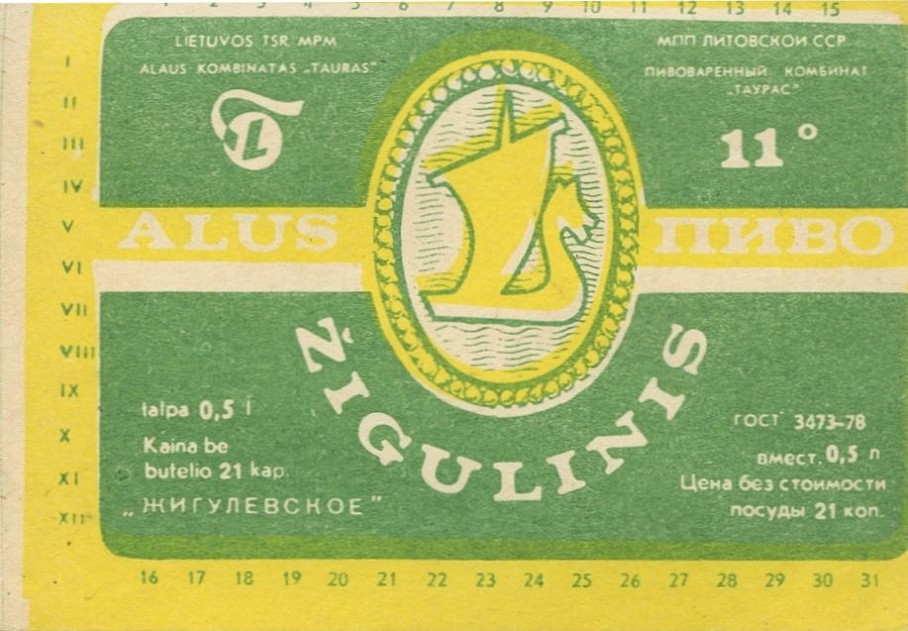 1 2 3 4 5 6 7 8 9 10 11 12 13 14 15
LIETUVOS TSR MPM
ALAUS KOMBINATAS „TAURAS"
МПП ЛИТОВСКОЙ ССР
ПИВОВАРЕННЫЙ КОМБИНАТ
„ТАУРАС"
11°
I
II
III
IV
V
VI
VII
VIII
IX
X
XI
XII
ALUS
ПИВО
ŽIGULINIS
talpa 0,5 l
Kaina be
butelio 21 kap.
„ЖИГУЛЕВСКОЕ"
ГОСТ 3473-78
вмест. 0,5 л
Цена без стоимости
посуды 21 коп.
16 17 18 19 20 21 22 23 24 25 26 27 28 29 30 31